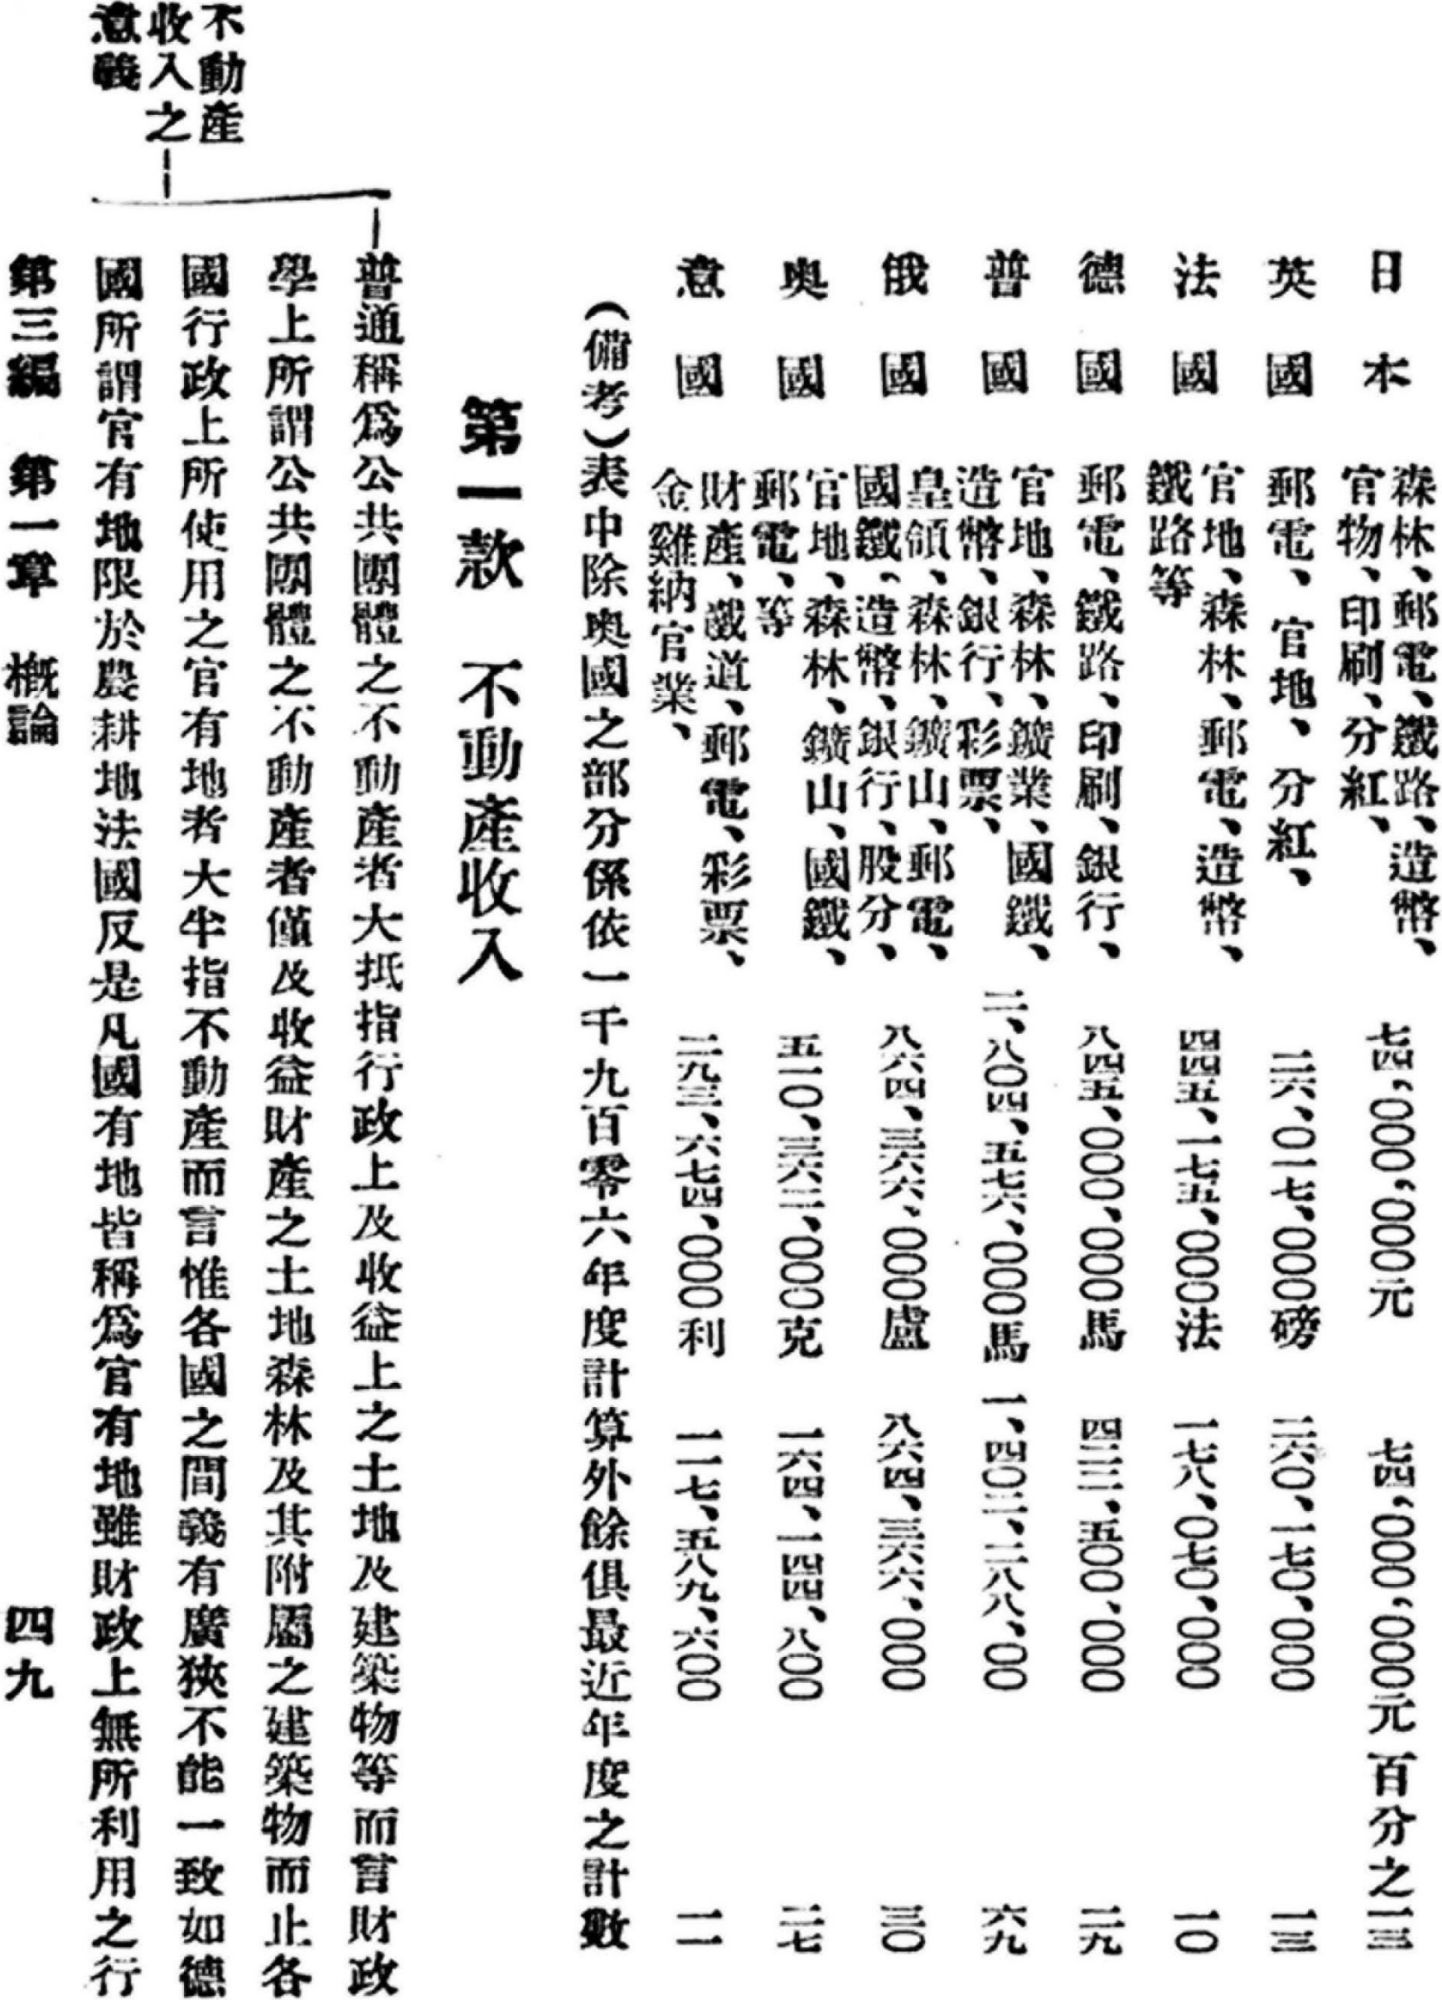 日本　森林、郵電、鐵路、造幣、官物、印刷、分紅、　七四、〇〇〇、〇〇〇元　七四、〇〇〇、〇〇〇元　百分之一三
英國　郵電、官地、分紅、　二六、〇一七、〇〇〇磅　二六〇、一七〇、〇〇〇　一三
法國　官地、森林、郵電、造幣、鐵路等　四四五、一七五、〇〇〇法　一七八、〇七〇、〇〇〇　一〇
德國　郵電、鐵路、印刷、銀行、　八四五、〇〇〇、〇〇〇馬　四二二、五〇〇、〇〇〇　二九
普國　官地、森林、鑛業、國鐵、造幣、銀行、彩票、　二、八〇四、五七六、〇〇〇馬　一、四〇二、二八八、〇〇　六九
俄國　皇領、森林、鑛山、郵電、國鐵、造幣、銀行、股分、　八六四、三六六、〇〇〇盧　八六四、三六六、〇〇〇　三〇
奥國　官地、森林、鑛山、國鐵、郵電、等　五一〇、三六二、〇〇〇克　一六四、一四四、八〇〇　二七
意國　財產、鐵道、郵電、彩票、金雞納官業、　二九三、六七四、〇〇〇利　一一七、五八九、六〇〇　一一
（備考）表中除奥國之部分係依一千九百零六年度計算外餘俱最近年度之計數
第一款　不動產收入
不動產
收入之
意義
普通稱爲公共團體之不動產者大抵指行政上及收益上之土地及建築物等而言財政
學上所謂公共團體之不動產者僅及收益財產之土地森林及其附屬之建築物而止各
國行政上所使用之官有地者大半指不動產而言惟各國之間義有廣狹不能一致如德
國所謂官有地限於農耕地法國反是凡國有地皆稱爲官有地雖財政上無所利用之行
第三編　第一章　槪論　四九